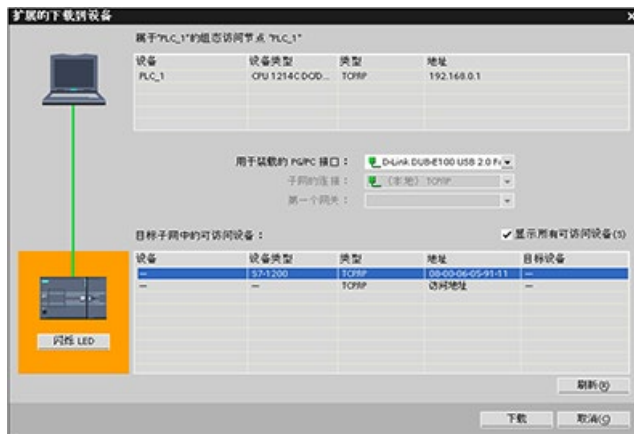 扩展的下载到设备
属于"PLC_1"的组态访问节点 "PLC_1"
设备 设备类型 类型 地址
PLC_1 CPU 1214C DC/D... TCP/IP 192.168.0.1
用于装载的 PG/PC 接口： D-Link DUB-E100 USB 2.0 Fa
子网的连接： （本地） TCP/IP
第一个网关：
目标子网中的可访问设备： 显示所有可访问设备(S)
设备 设备类型 类型 地址 目标设备
— S7-1200 TCP/IP 08-00-06-05-91-11 —
— — TCP/IP 访问地址 —
闪烁 LED
刷新(R)
下载 取消(C)